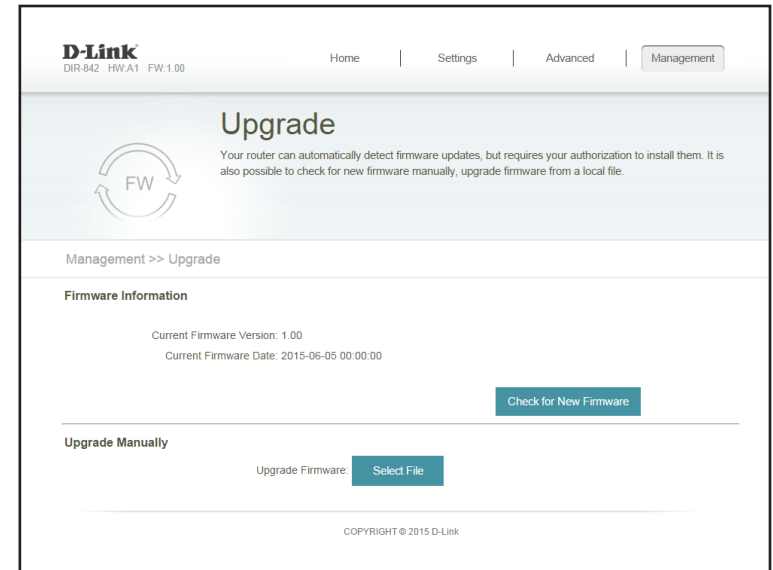 D-Link
DIR-842 HW:A1 FW:1.00
Home
Settings
Advanced
Management
Upgrade
Your router can automatically detect firmware updates, but requires your authorization to install them. It is
also possible to check for new firmware manually, upgrade firmware from a local file.
FW
Management >> Upgrade
Firmware Information
Current Firmware Version: 1.00
Current Firmware Date: 2015-06-05 00:00:00
Check for New Firmware
Upgrade Manually
Upgrade Firmware: Select File
COPYRIGHT © 2015 D-Link